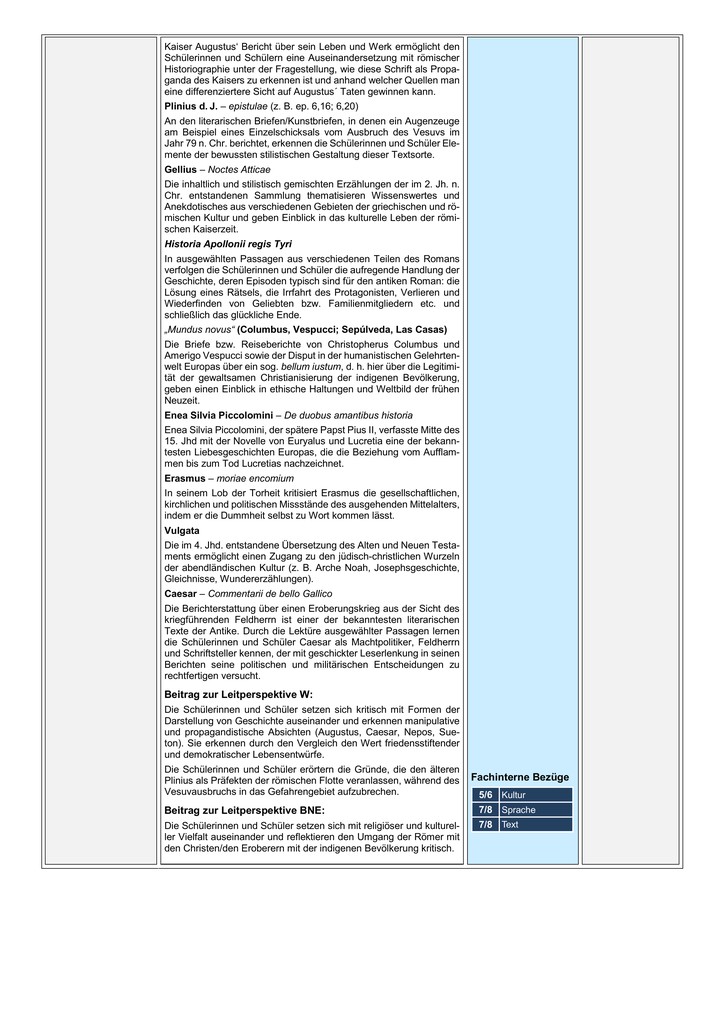 Kaiser Augustus‘ Bericht über sein Leben und Werk ermöglicht den
Schülerinnen und Schülern eine Auseinandersetzung mit römischer
Historiographie unter der Fragestellung, wie diese Schrift als Propa-
ganda des Kaisers zu erkennen ist und anhand welcher Quellen man
eine differenziertere Sicht auf Augustus´ Taten gewinnen kann.
Plinius d. J. – epistulae (z. B. ep. 6,16; 6,20)
An den literarischen Briefen/Kunstbriefen, in denen ein Augenzeuge
am Beispiel eines Einzelschicksals vom Ausbruch des Vesuvs im
Jahr 79 n. Chr. berichtet, erkennen die Schülerinnen und Schüler Ele-
mente der bewussten stilistischen Gestaltung dieser Textsorte.
Gellius – Noctes Atticae
Die inhaltlich und stilistisch gemischten Erzählungen der im 2. Jh. n.
Chr. entstandenen Sammlung thematisieren Wissenswertes und
Anekdotisches aus verschiedenen Gebieten der griechischen und rö-
mischen Kultur und geben Einblick in das kulturelle Leben der römi-
schen Kaiserzeit.
Historia Apollonii regis Tyri
In ausgewählten Passagen aus verschiedenen Teilen des Romans
verfolgen die Schülerinnen und Schüler die aufregende Handlung der
Geschichte, deren Episoden typisch sind für den antiken Roman: die
Lösung eines Rätsels, die Irrfahrt des Protagonisten, Verlieren und
Wiederfinden von Geliebten bzw. Familienmitgliedern etc. und
schließlich das glückliche Ende.
„Mundus novus“ (Columbus, Vespucci; Sepúlveda, Las Casas)
Die Briefe bzw. Reiseberichte von Christopherus Columbus und
Amerigo Vespucci sowie der Disput in der humanistischen Gelehrten-
welt Europas über ein sog. bellum iustum, d. h. hier über die Legitimi-
tät der gewaltsamen Christianisierung der indigenen Bevölkerung,
geben einen Einblick in ethische Haltungen und Weltbild der frühen
Neuzeit.
Enea Silvia Piccolomini – De duobus amantibus historia
Enea Silvia Piccolomini, der spätere Papst Pius II, verfasste Mitte des
15. Jhd mit der Novelle von Euryalus und Lucretia eine der bekann-
testen Liebesgeschichten Europas, die die Beziehung vom Aufflam-
men bis zum Tod Lucretias nachzeichnet.
Erasmus – moriae encomium
In seinem Lob der Torheit kritisiert Erasmus die gesellschaftlichen,
kirchlichen und politischen Missstände des ausgehenden Mittelalters,
indem er die Dummheit selbst zu Wort kommen lässt.
Vulgata
Die im 4. Jhd. entstandene Übersetzung des Alten und Neuen Testa-
ments ermöglicht einen Zugang zu den jüdisch-christlichen Wurzeln
der abendländischen Kultur (z. B. Arche Noah, Josephsgeschichte,
Gleichnisse, Wundererzählungen).
Caesar – Commentarii de bello Gallico
Die Berichterstattung über einen Eroberungskrieg aus der Sicht des
kriegführenden Feldherrn ist einer der bekanntesten literarischen
Texte der Antike. Durch die Lektüre ausgewählter Passagen lernen
die Schülerinnen und Schüler Caesar als Machtpolitiker, Feldherrn
und Schriftsteller kennen, der mit geschickter Leserlenkung in seinen
Berichten seine politischen und militärischen Entscheidungen zu
rechtfertigen versucht.
Beitrag zur Leitperspektive W:
Die Schülerinnen und Schüler setzen sich kritisch mit Formen der
Darstellung von Geschichte auseinander und erkennen manipulative
und propagandistische Absichten (Augustus, Caesar, Nepos, Sue-
ton). Sie erkennen durch den Vergleich den Wert friedensstiftender
und demokratischer Lebensentwürfe.
Die Schülerinnen und Schüler erörtern die Gründe, die den älteren
Plinius als Präfekten der römischen Flotte veranlassen, während des
Vesuvausbruchs in das Gefahrengebiet aufzubrechen.
Beitrag zur Leitperspektive BNE:
Die Schülerinnen und Schüler setzen sich mit religiöser und kulturel-
ler Vielfalt auseinander und reflektieren den Umgang der Römer mit
den Christen/den Eroberern mit der indigenen Bevölkerung kritisch.
Fachinterne Bezüge
5/6 Kultur
7/8 Sprache
7/8 Text